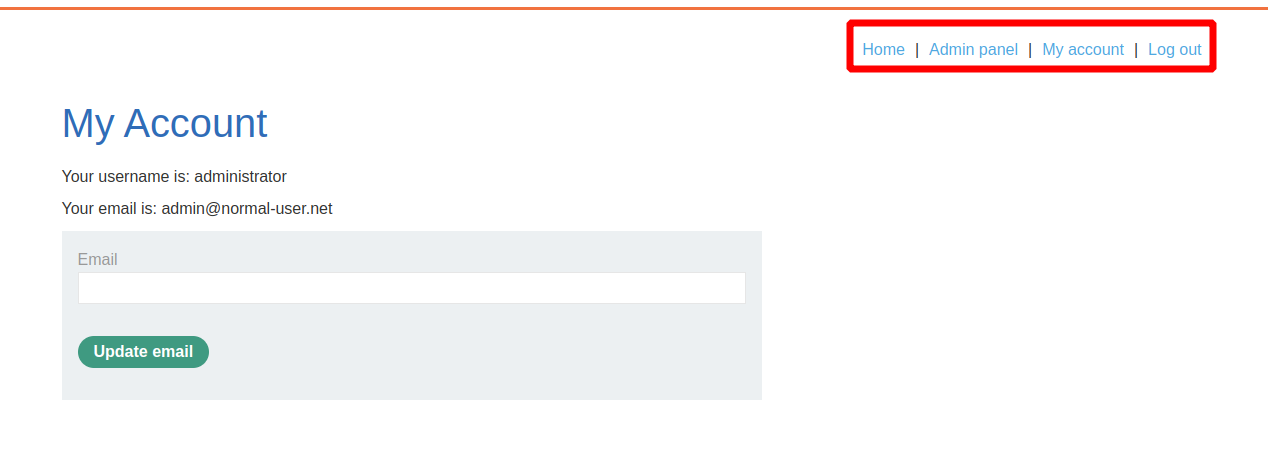 Home | Admin panel | My account | Log out
My Account
Your username is: administrator
Your email is: admin@normal-user.net
Email
Update email